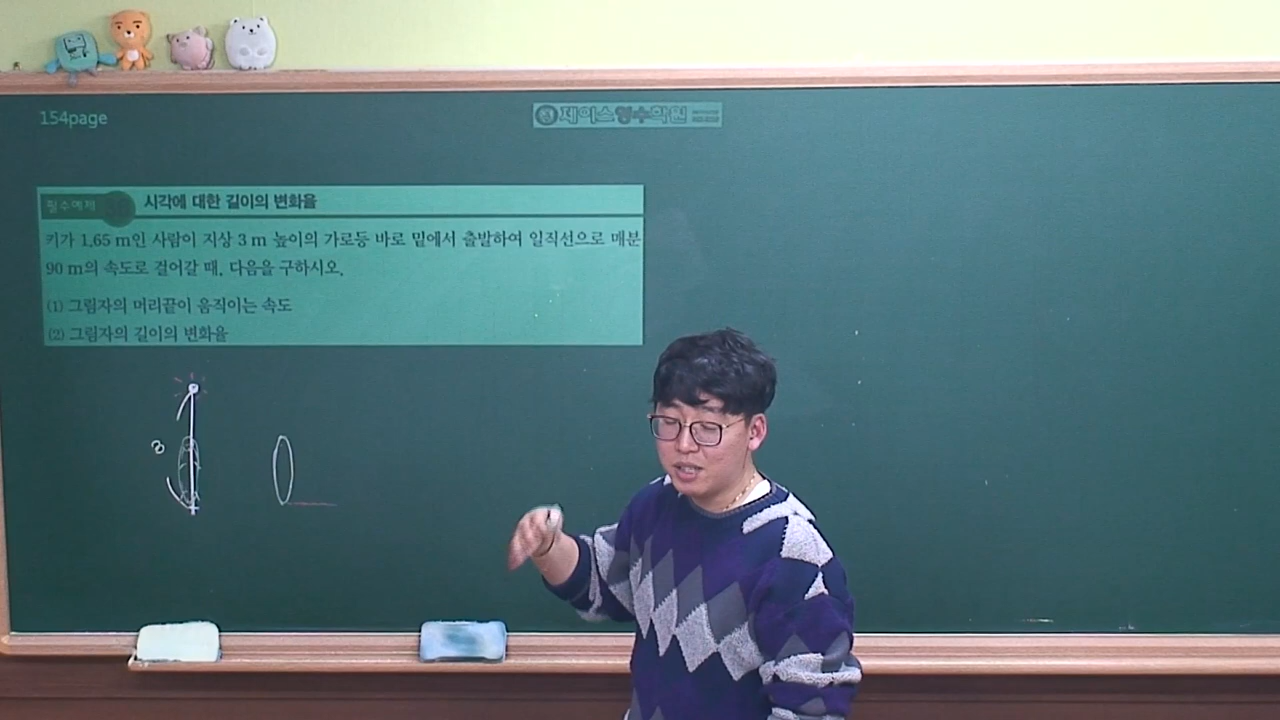 154page
제이스영수학원
필수예제
시각에 대한 길이의 변화율
키가 1.65 m인 사람이 지상 3 m 높이의 가로등 바로 밑에서 출발하여 일직선으로 매분
90 m의 속도로 걸어갈 때, 다음을 구하시오.
(1) 그림자의 머리끝이 움직이는 속도
(2) 그림자의 길이의 변화율
3